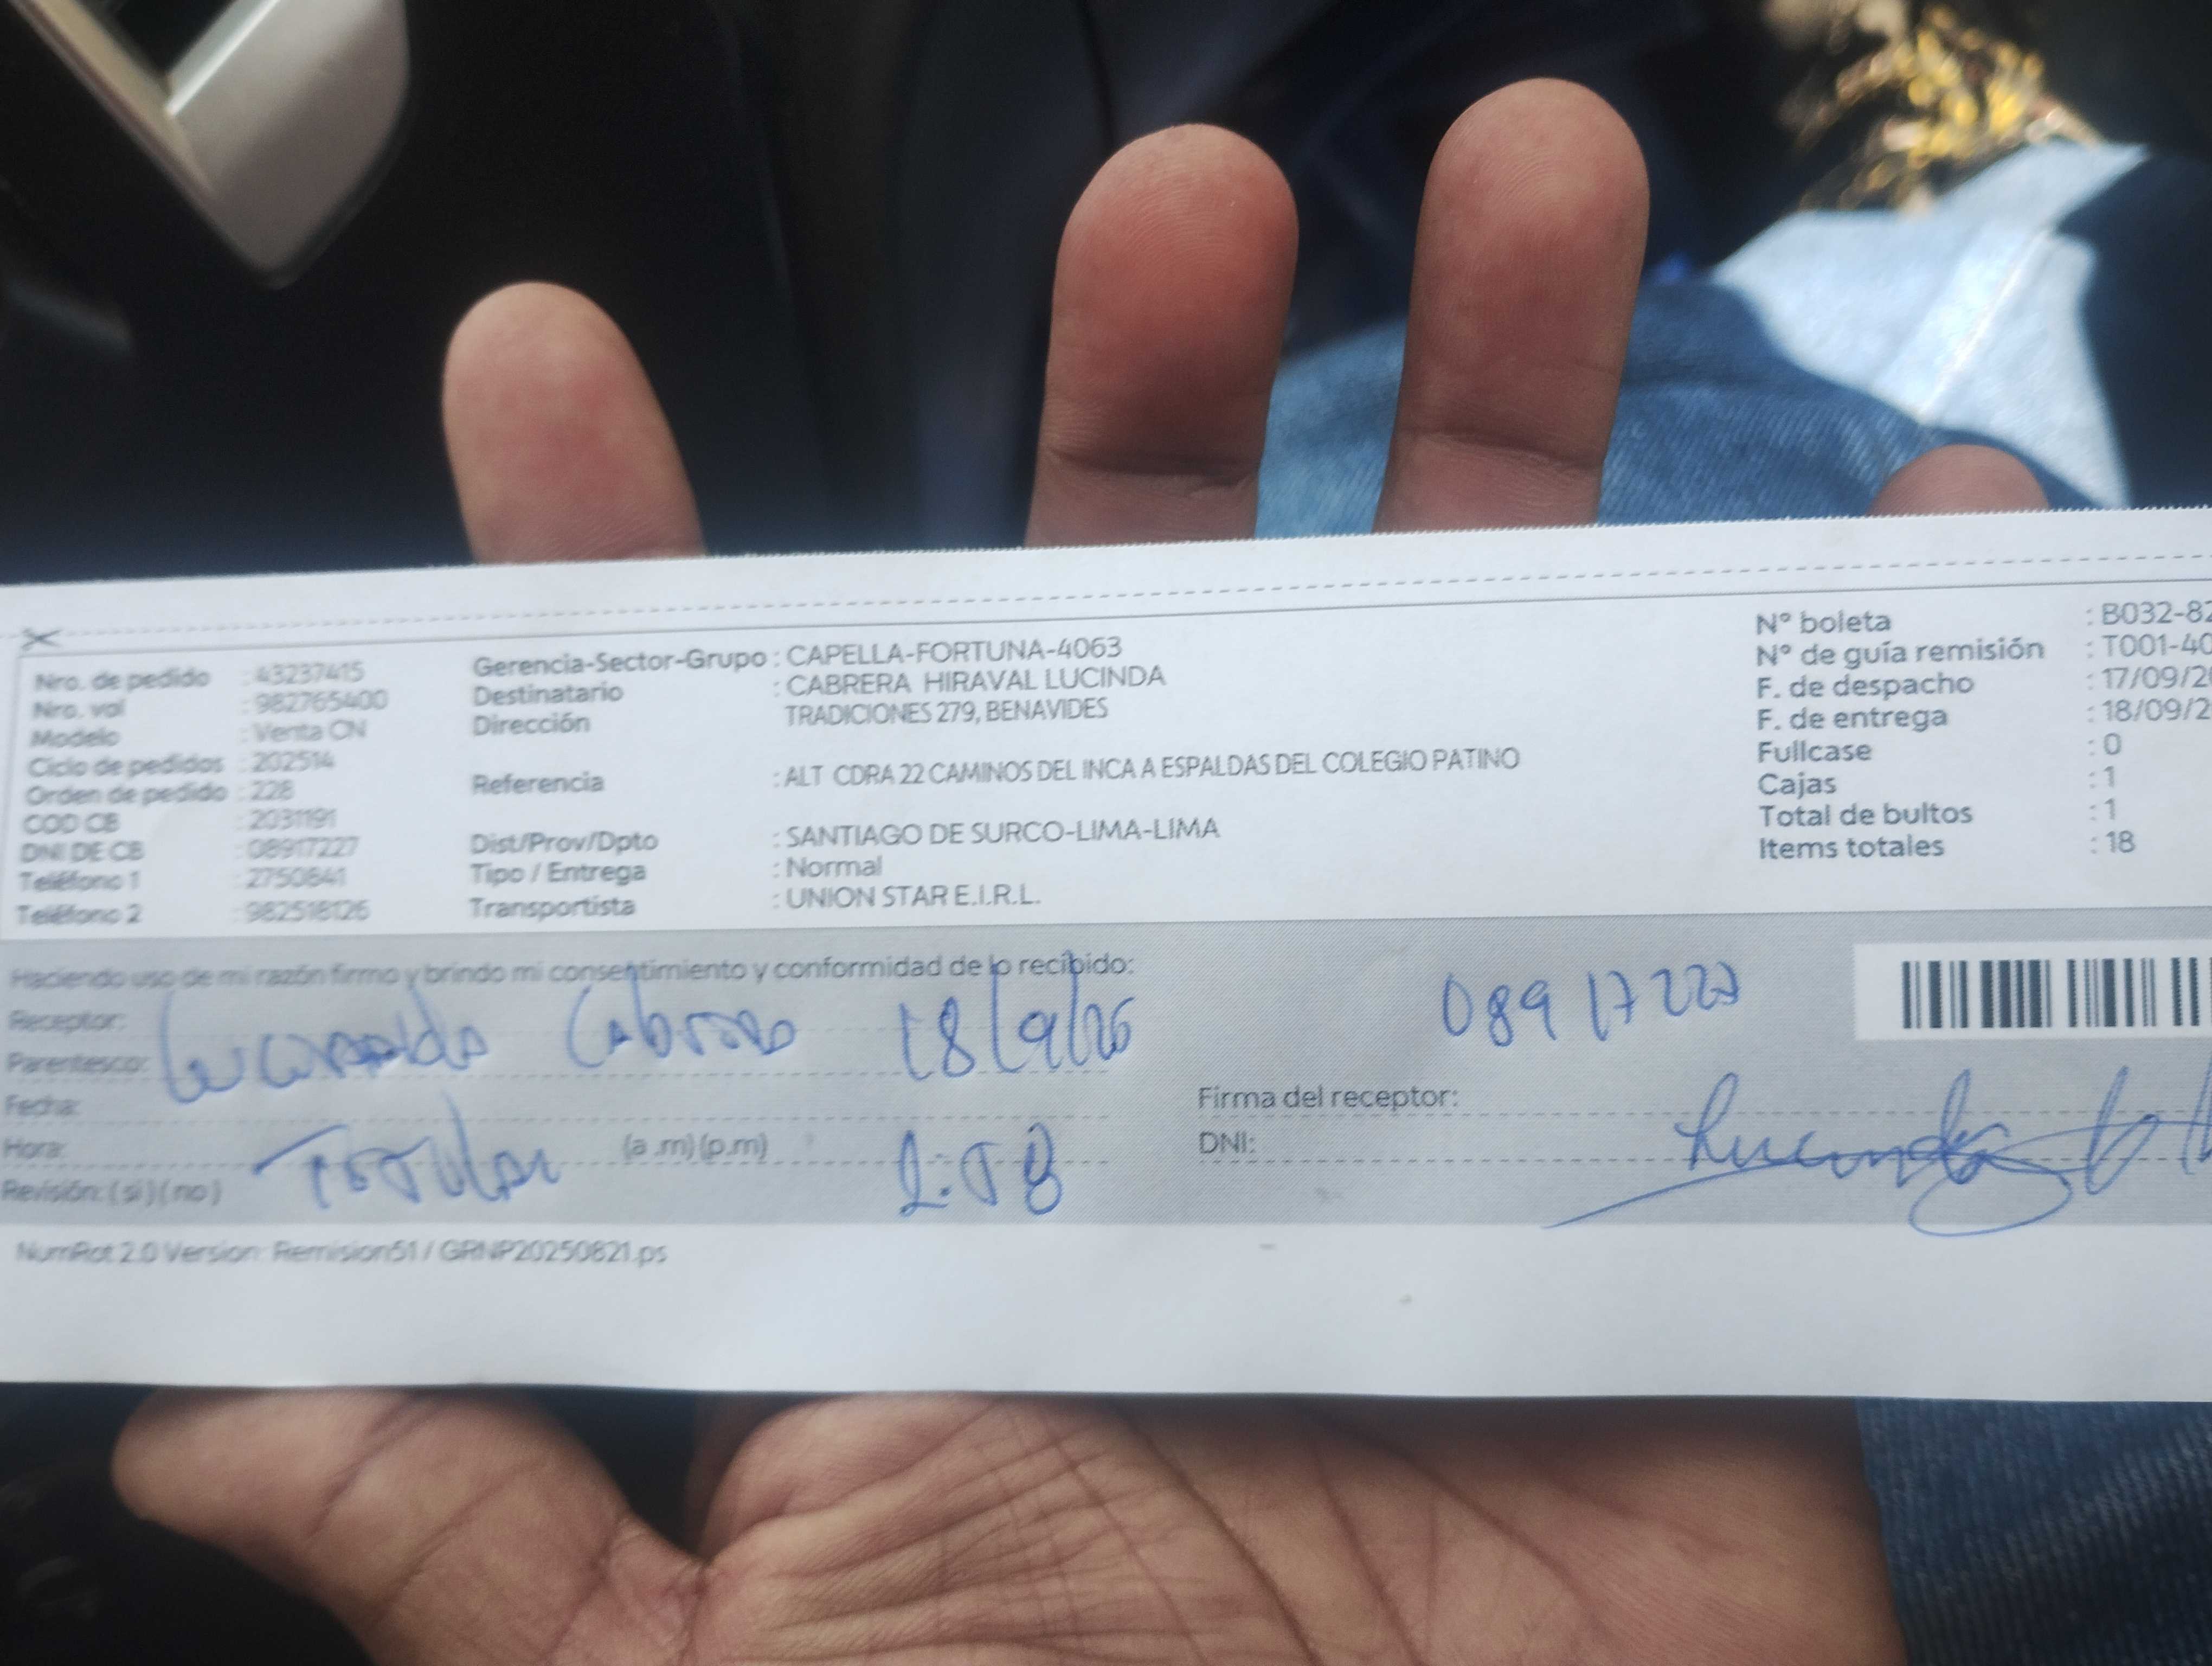 Nro. de pedido : 43237415
Nro. vol : 982765400
Modelo : Venta CN
Ciclo de pedidos : 202514
Orden de pedido : 228
COD CB : 2031191
DNI DE CB : 08917227
Teléfono 1 : 2750841
Teléfono 2 : 982518126
Gerencia-Sector-Grupo : CAPELLA-FORTUNA-4063
Destinatario : CABRERA HIRAVAL LUCINDA
Dirección TRADICIONES 279, BENAVIDES
Referencia : ALT CDRA 22 CAMINOS DEL INCA A ESPALDAS DEL COLEGIO PATINO
Dist/Prov/Dpto : SANTIAGO DE SURCO-LIMA-LIMA
Tipo / Entrega : Normal
Transportista : UNION STAR E.I.R.L.
N° boleta : B032-82
N° de guía remisión : T001-40
F. de despacho : 17/09/2
F. de entrega : 18/09/2
Fullcase : 0
Cajas : 1
Total de bultos : 1
Items totales : 18
Haciendo uso de mi razón firmo y brindo mi consentimiento y conformidad de lo recibido:
Receptor:
Parentesco: Cabrera 18/9/25
Fecha:
Hora: Titular (a.m)(p.m) 2:08
Revisión: (si) (no)
08917227
Firma del receptor: Lucinda
DNI:
NumRot 2.0 Version: Remision51 / GRNP20250821.ps